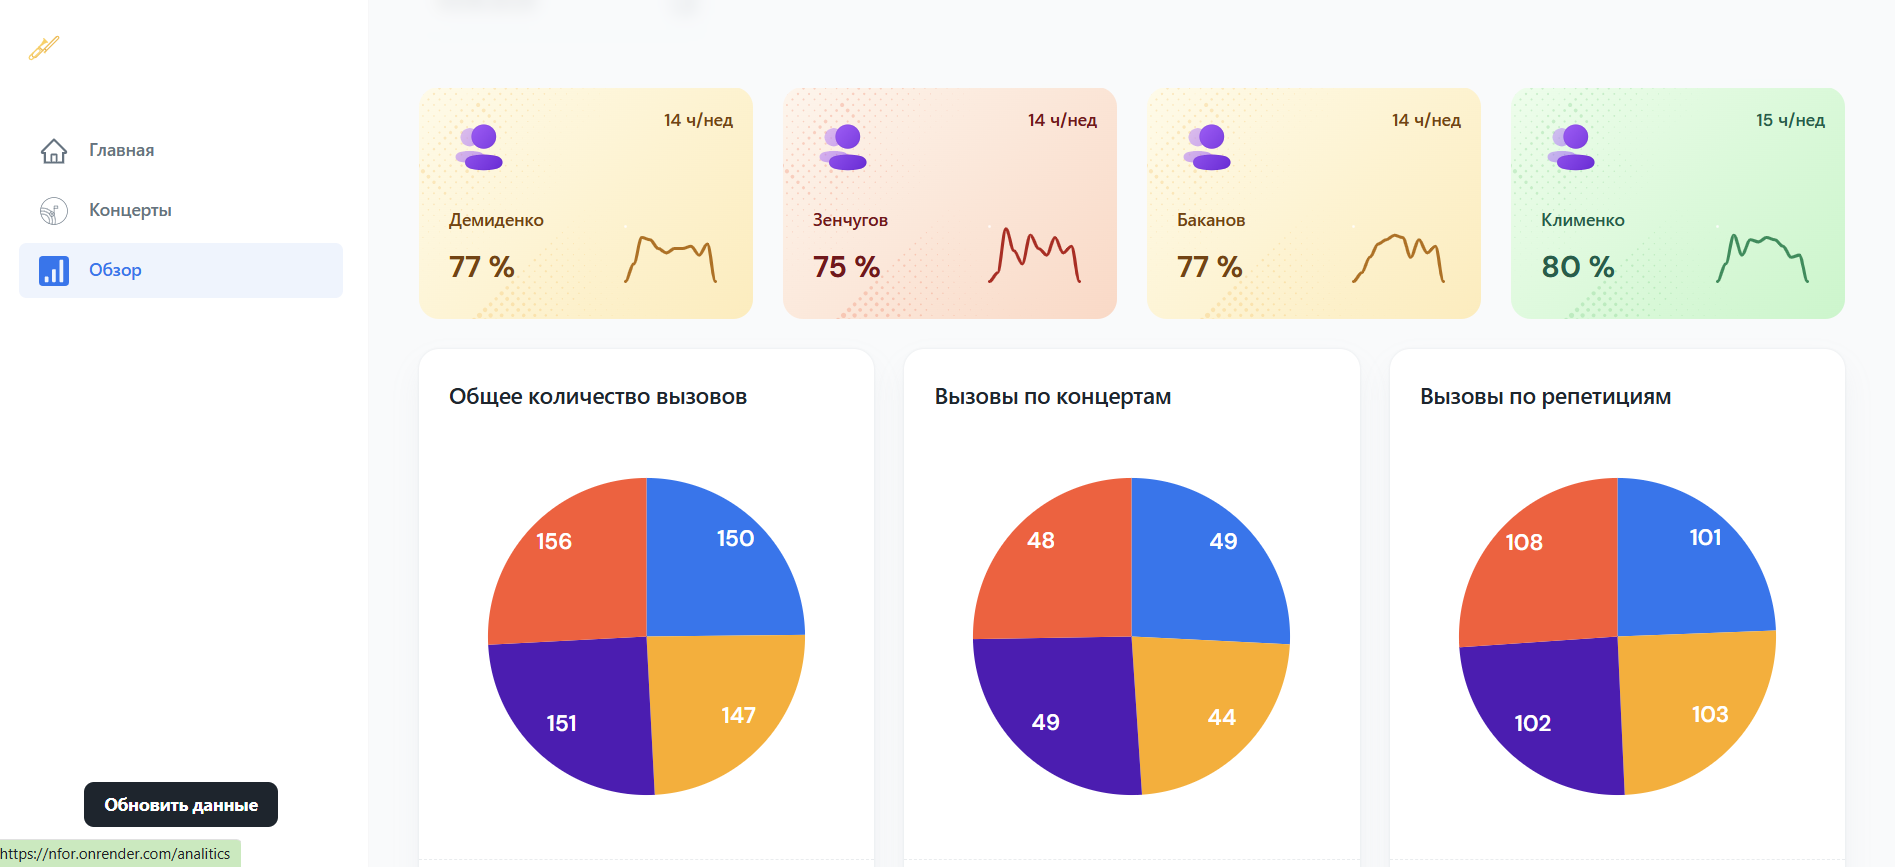 Главная
Концерты
Обзор
Обновить данные
https://nfor.onrender.com/analitics
14 ч/нед
Демиденко
77 %
14 ч/нед
Зенчугов
75 %
14 ч/нед
Баканов
77 %
15 ч/нед
Клименко
80 %
Общее количество вызовов
156
150
151
147
Вызовы по концертам
48
49
49
44
Вызовы по репетициям
108
101
102
103